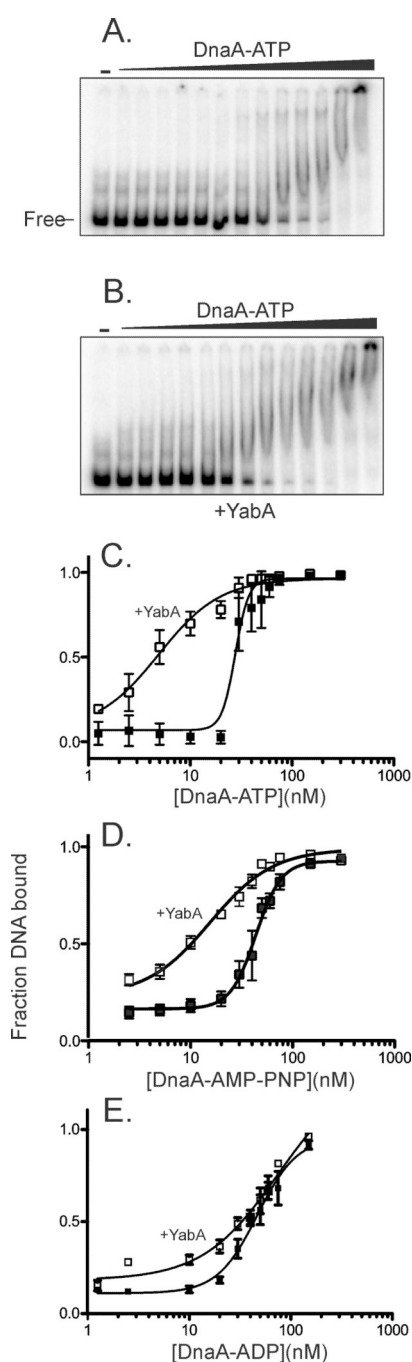 A.
DnaA-ATP
-
Free
B.
DnaA-ATP
-
+YabA
C.
1.0
+YabA
0.5
0.0
1 10 100 1000
[DnaA-ATP](nM)
Fraction DNA bound
D.
1.0
+YabA
0.5
0.0
1 10 100 1000
[DnaA-AMP-PNP](nM)
E.
1.0
+YabA
0.5
0.0
1 10 100 1000
[DnaA-ADP](nM)